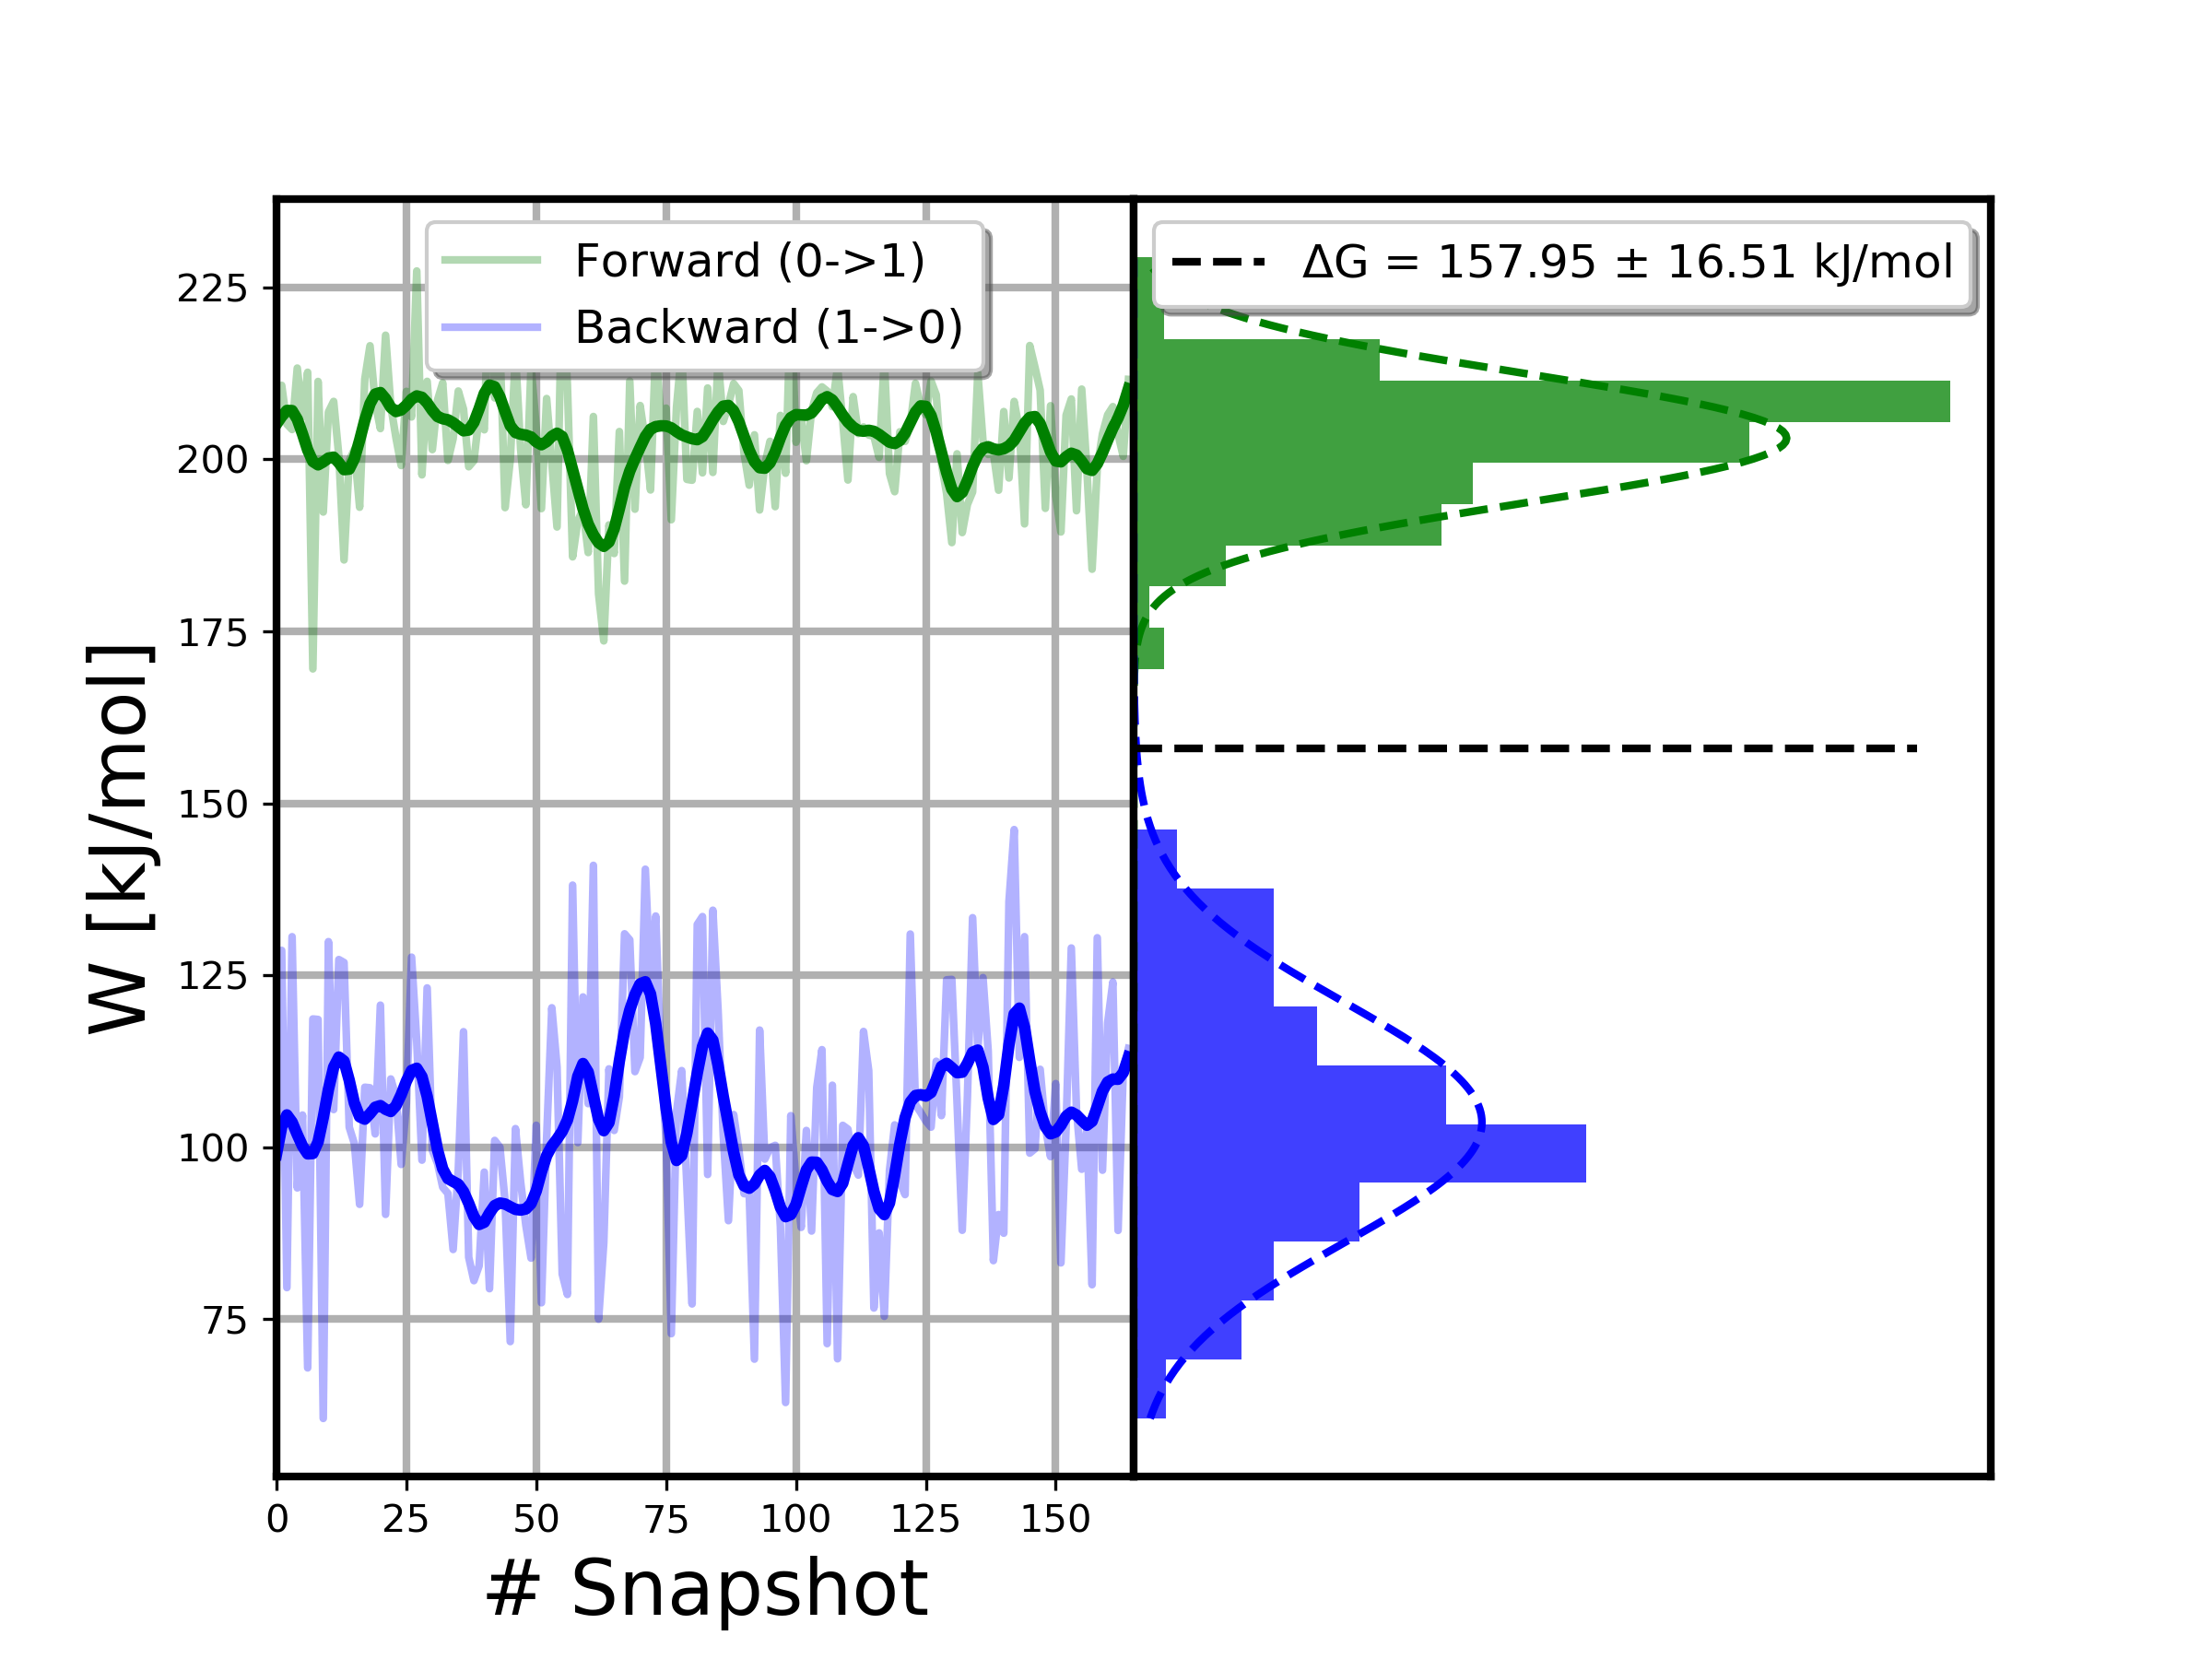 Forward (0->1)
Backward (1->0)
ΔG = 157.95 ± 16.51 kJ/mol
W [kJ/mol]
225
200
175
150
125
100
75
0 25 50 75 100 125 150
# Snapshot